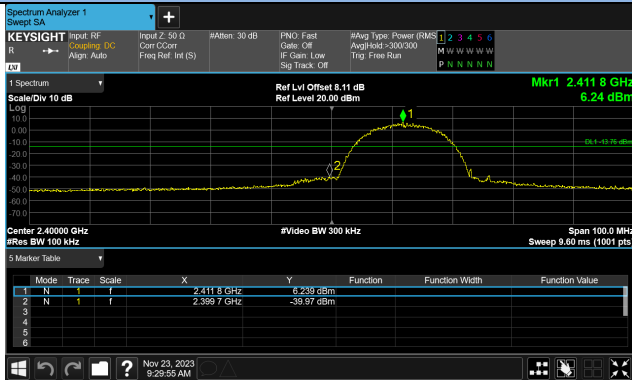 Spectrum Analyzer 1
Swept SA
KEYSIGHT
R
LXI
Input: RF
Coupling: DC
Align: Auto
Input Z: 50 Ω
Corr CCorr
Freq Ref: Int (S)
#Atten: 30 dB
PNO: Fast
Gate: Off
IF Gain: Low
Sig Track: Off
#Avg Type: Power (RMS
Avg|Hold:>300/300
Trig: Free Run
1 2 3 4 5 6
M W W W W W
P N N N N N
1 Spectrum
Scale/Div 10 dB
Ref Lvl Offset 8.11 dB
Ref Level 20.00 dBm
Mkr1 2.411 8 GHz
6.24 dBm
Log
10.0
0.00
-10.0
-20.0
-30.0
-40.0
-50.0
-60.0
-70.0
1
2
DL1 -13.76 dBm
Center 2.40000 GHz
#Res BW 100 kHz
#Video BW 300 kHz
Span 100.0 MHz
Sweep 9.60 ms (1001 pts)
5 Marker Table
Mode Trace Scale X Y Function Function Width Function Value
1 N 1 f 2.411 8 GHz 6.239 dBm
2 N 1 f 2.399 7 GHz -39.97 dBm
3
4
5
6
?
Nov 23, 2023
9:29:55 AM